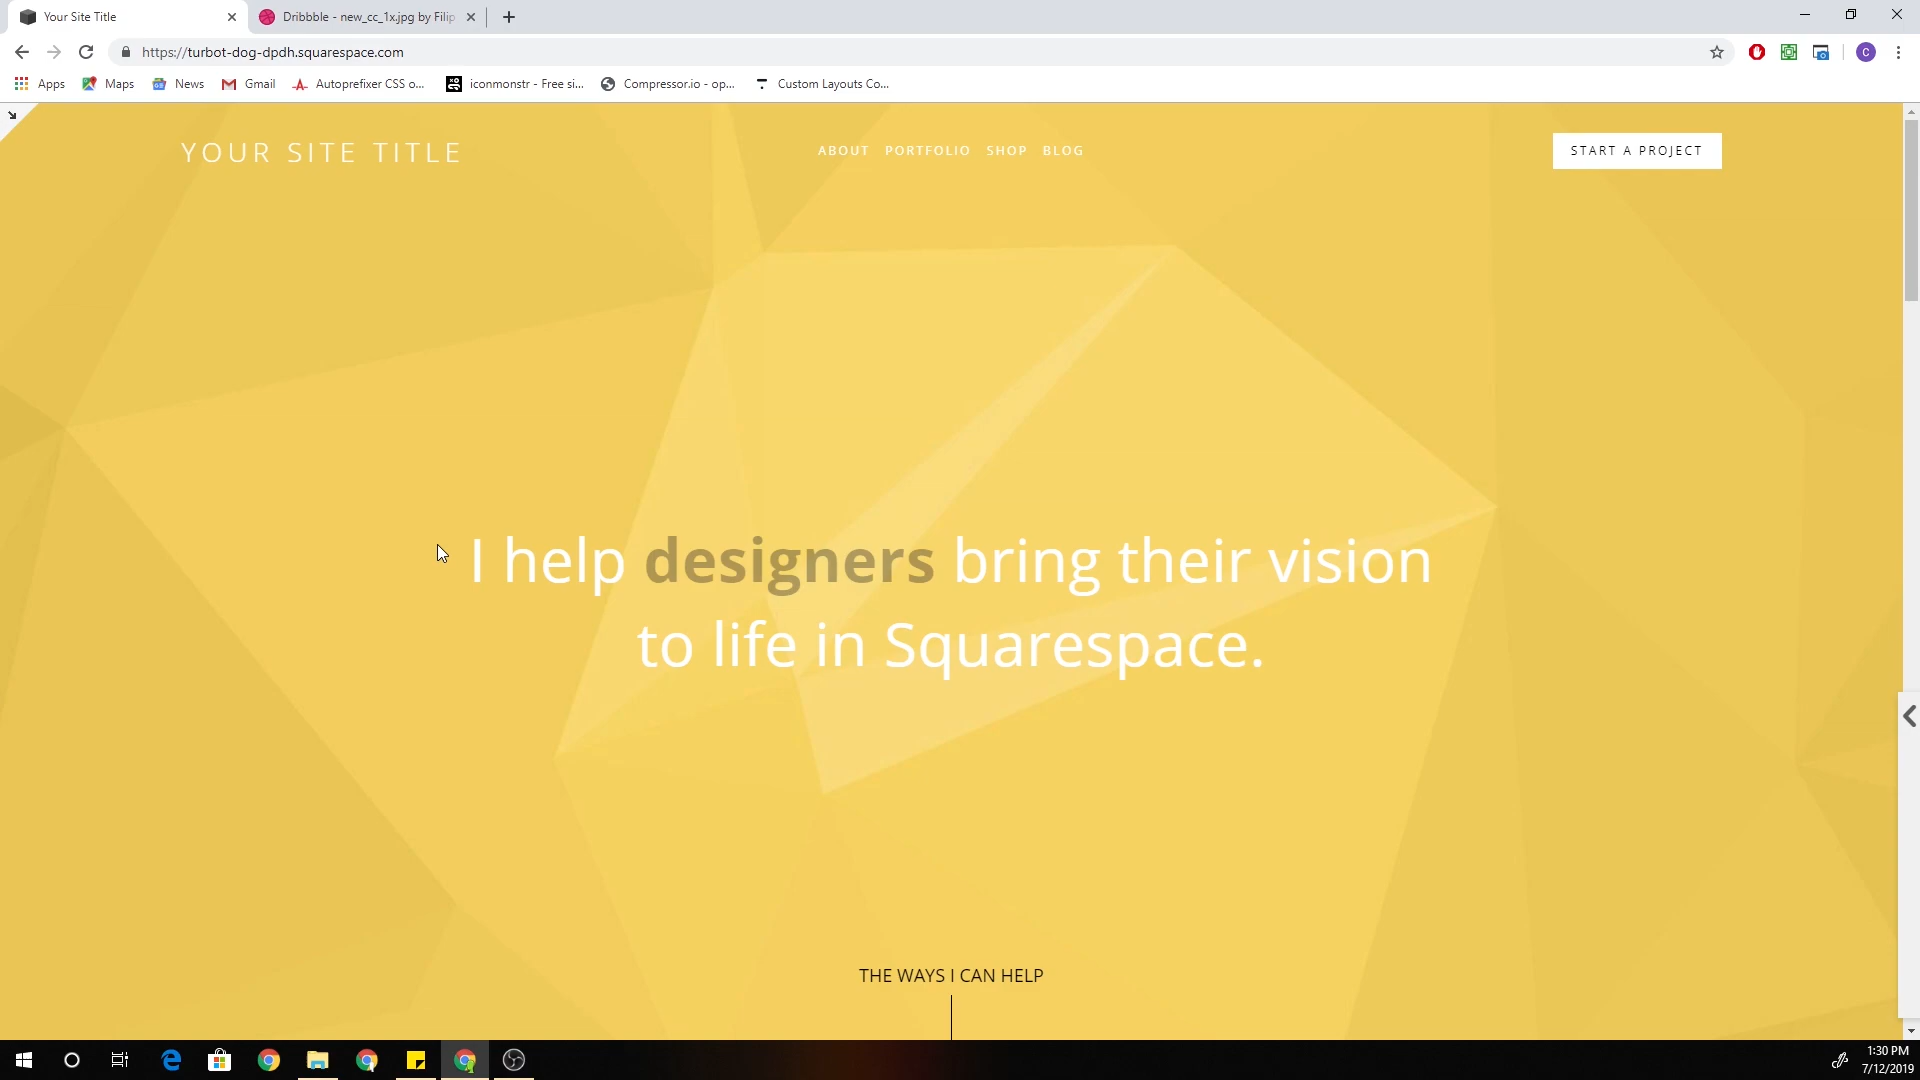 Your Site Title
Dribbble - new_cc_1x.jpg by Filip
https://turbot-dog-dpdh.squarespace.com
C
Apps
Maps
News
Gmail
Autoprefixer CSS o...
iconmonstr - Free si...
Compressor.io - op...
Custom Layouts Co...
YOUR SITE TITLE
ABOUT PORTFOLIO SHOP BLOG
START A PROJECT
I help designers bring their vision
to life in Squarespace.
THE WAYS I CAN HELP
1:30 PM
7/12/2019